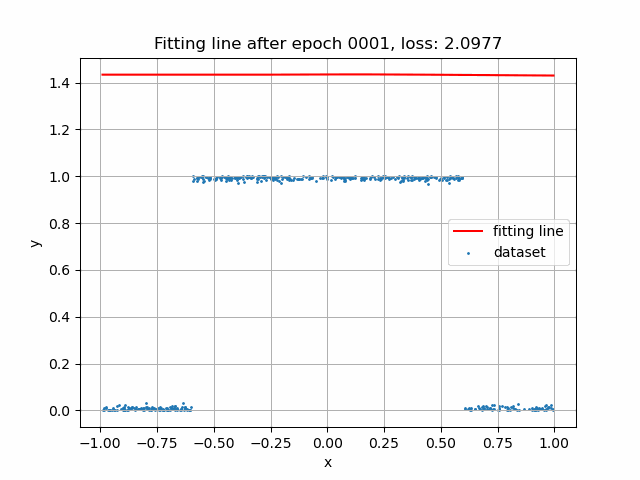 Fitting line after epoch 0001, loss: 2.0977
1.4
1.2
1.0
0.8
0.6
0.4
0.2
0.0
y
fitting line
dataset
−1.00 −0.75 −0.50 −0.25 0.00 0.25 0.50 0.75 1.00
x